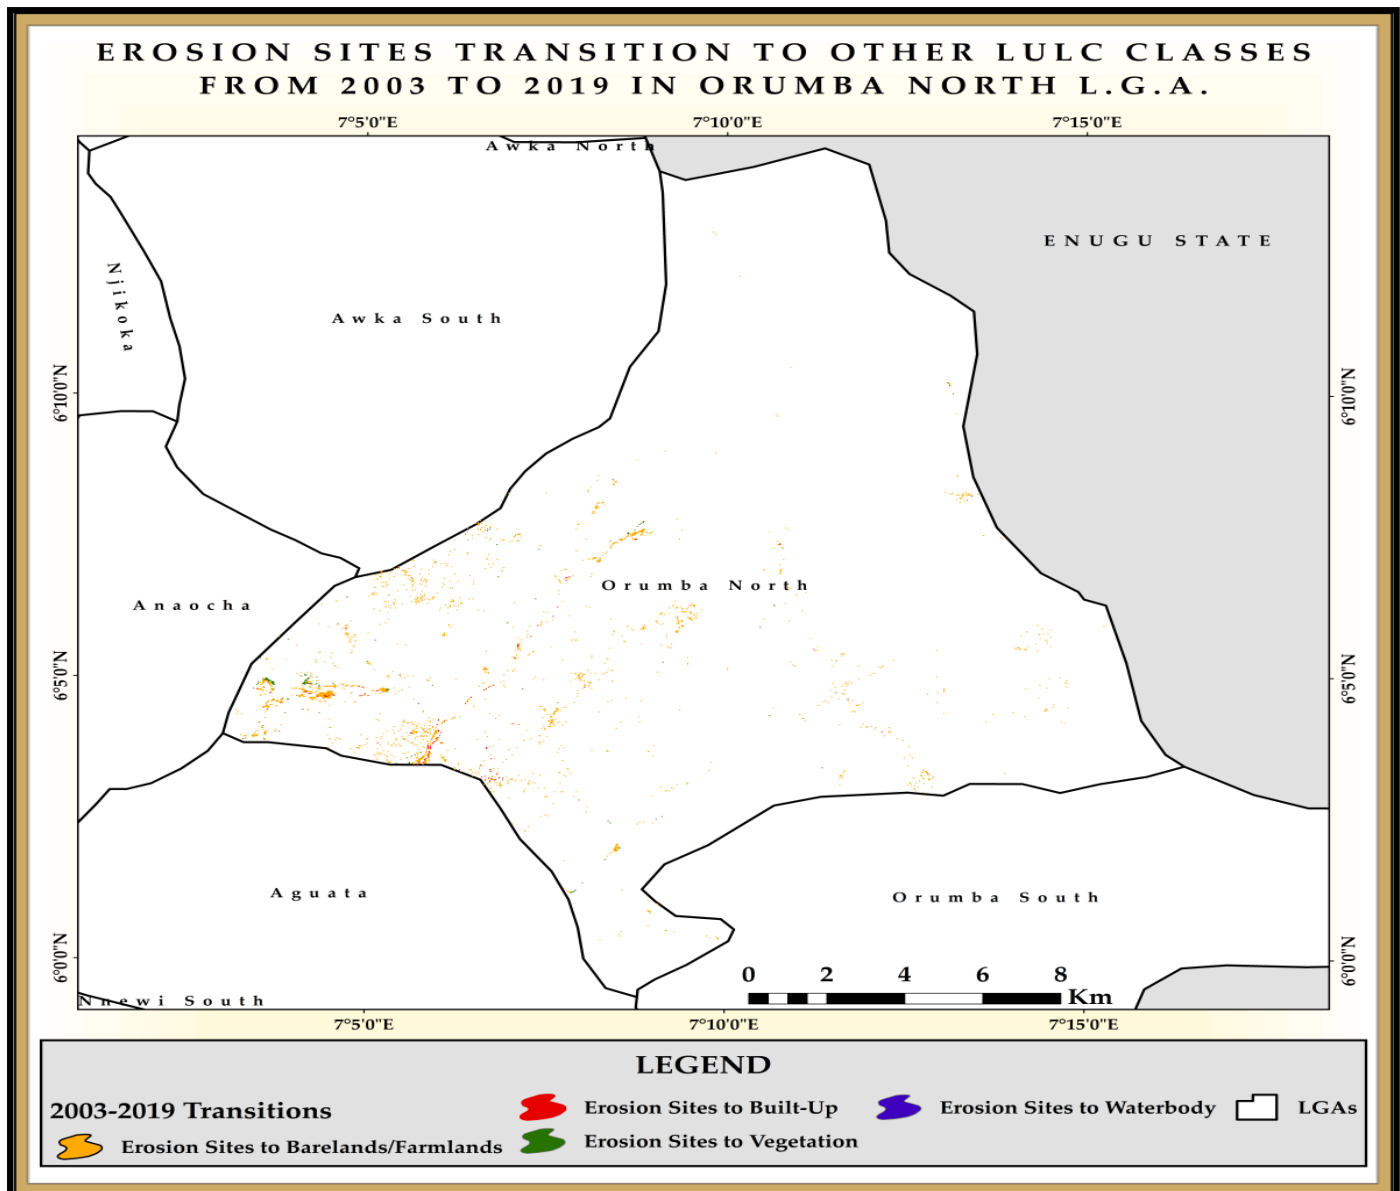 EROSION SITES TRANSITION TO OTHER LULC CLASSES
FROM 2003 TO 2019 IN ORUMBA NORTH L.G.A.
7°5'0"E
7°10'0"E
7°15'0"E
Awka North
ENUGU STATE
Njikoka
Awka South
6°10'0"N
6°10'0"N
Orumba North
Anaocha
6°5'0"N
6°5'0"N
Aguata
Orumba South
6°0'0"N
6°0'0"N
0 2 4 6 8
Km
Nnewi South
7°5'0"E
7°10'0"E
7°15'0"E
LEGEND
2003-2019 Transitions
Erosion Sites to Built-Up
Erosion Sites to Waterbody
LGAs
Erosion Sites to Barelands/Farmlands
Erosion Sites to Vegetation